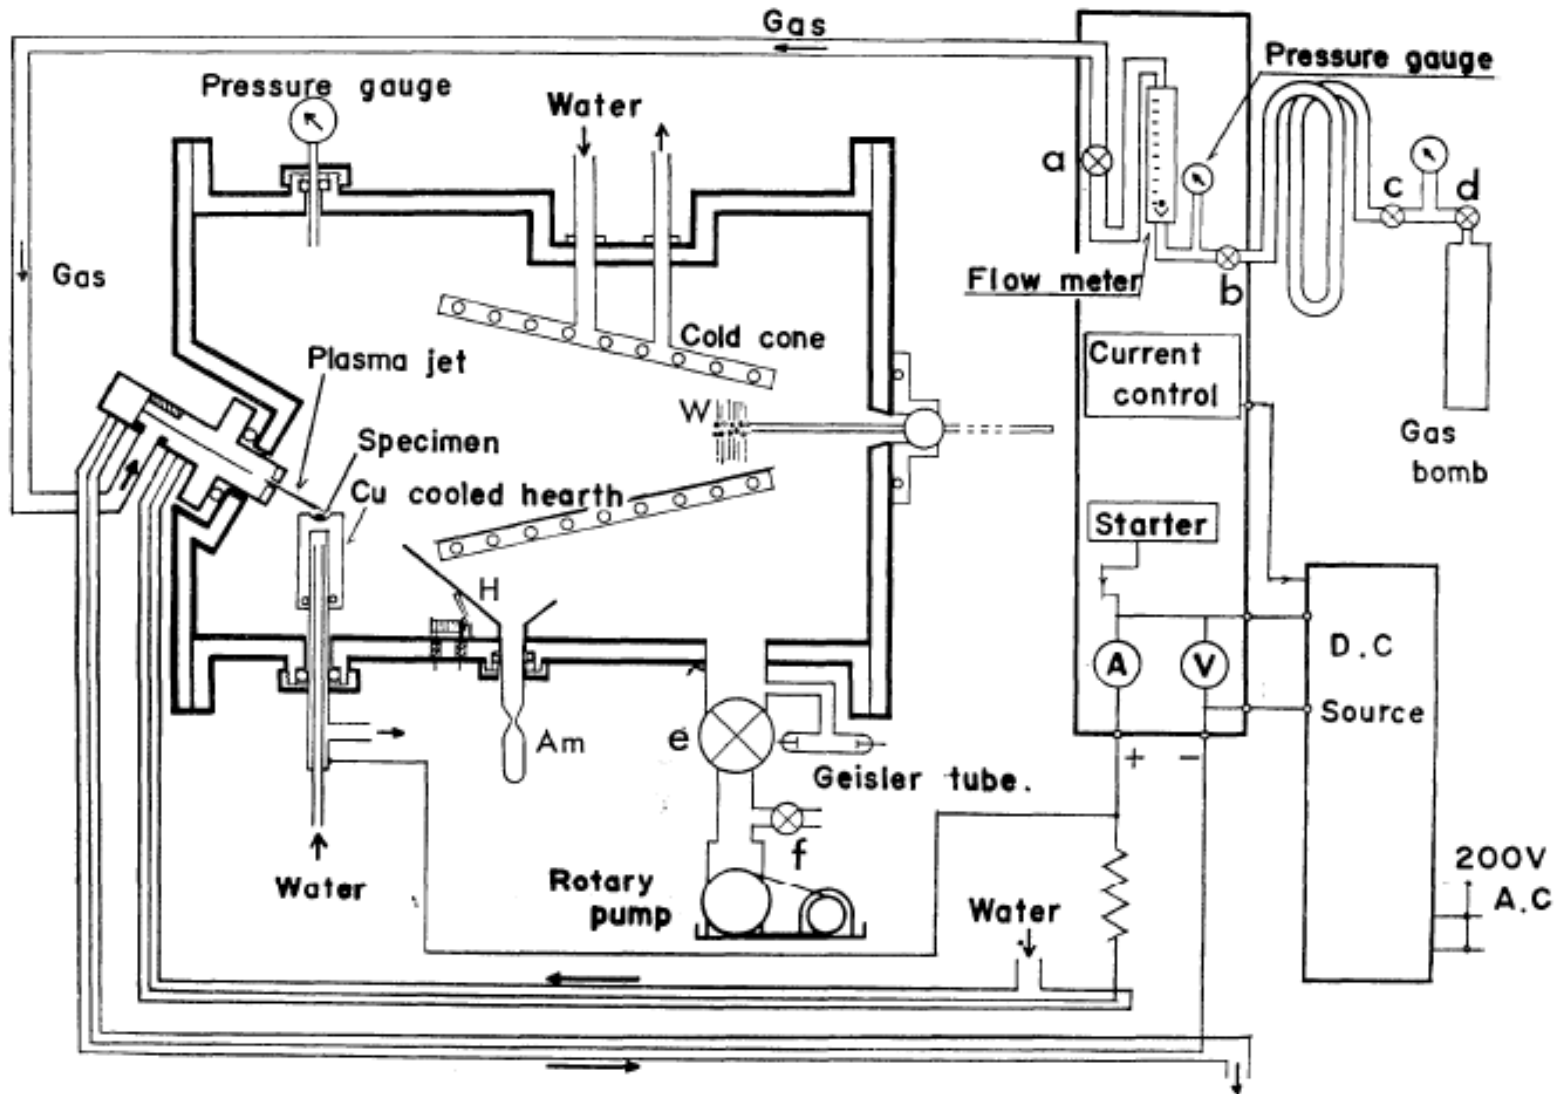 Gas
Pressure gauge
Pressure gauge
Water
a
c
d
Gas
Flow meter
b
Cold cone
Plasma jet
Current
control
W
Gas
bomb
Specimen
Cu cooled hearth
Starter
H
A
V
D.C
Source
Am
e
+
-
Geisler tube.
f
200V
A.C
Water
Rotary
pump
Water